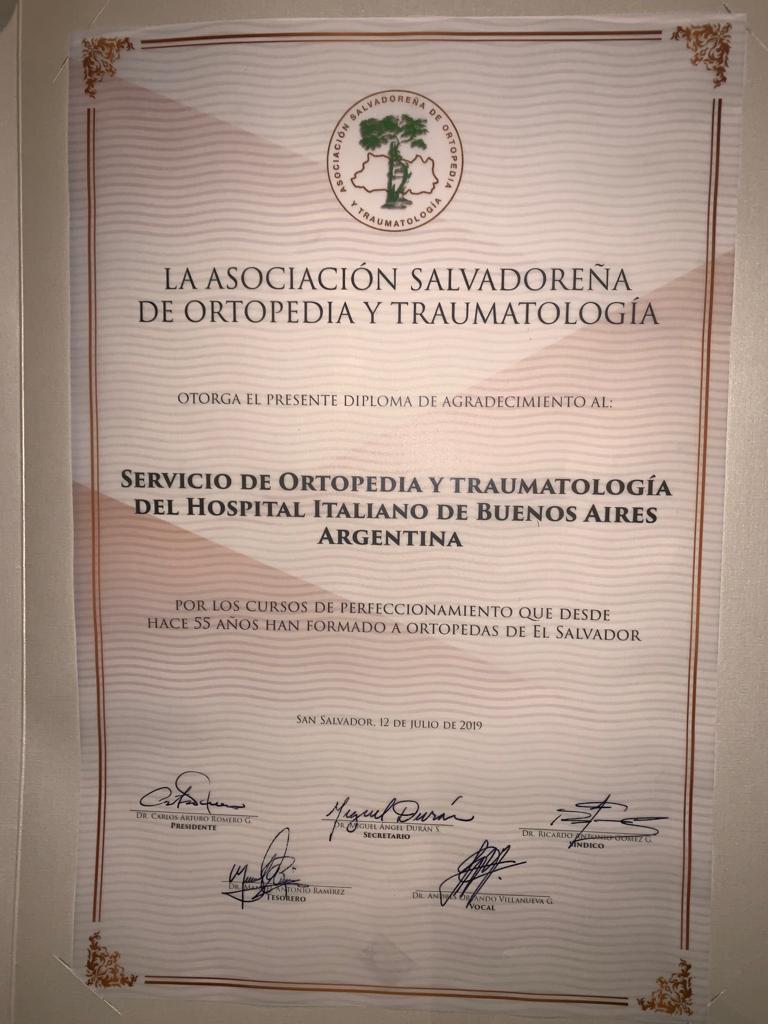 ASOCIACIÓN SALVADOREÑA DE ORTOPEDIA
Y TRAUMATOLOGÍA
LA ASOCIACIÓN SALVADOREÑA
DE ORTOPEDIA Y TRAUMATOLOGÍA
OTORGA EL PRESENTE DIPLOMA DE AGRADECIMIENTO AL:
SERVICIO DE ORTOPEDIA Y TRAUMATOLOGÍA
DEL HOSPITAL ITALIANO DE BUENOS AIRES
ARGENTINA
POR LOS CURSOS DE PERFECCIONAMIENTO QUE DESDE
HACE 55 AÑOS HAN FORMADO A ORTOPEDAS DE EL SALVADOR
SAN SALVADOR, 12 DE JULIO DE 2019
Miguel Durán
DR. CARLOS ARTURO ROMERO G.
PRESIDENTE
DR. MIGUEL ÁNGEL DURÁN S.
SECRETARIO
DR. RICARDO ANTONIO GÓMEZ G.
SÍNDICO
DR. ANTONIO RAMÍREZ
TESORERO
DR. ANDRÉS ORLANDO VILLANUEVA G.
VOCAL